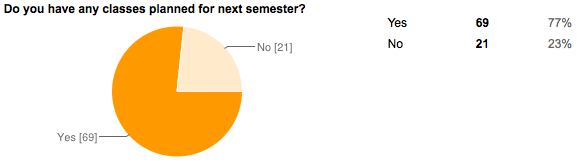 Do you have any classes planned for next semester?
Yes 69 77%
No 21 23%
No [21]
Yes [69]